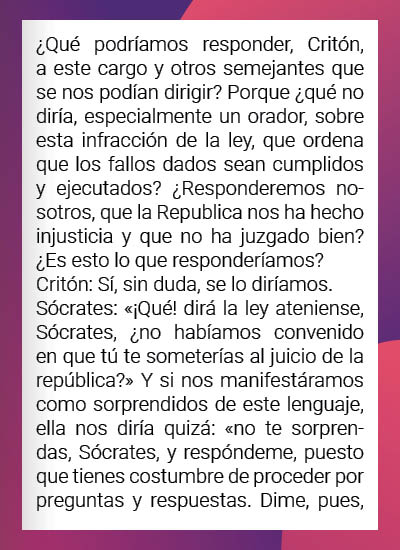 ¿Qué podríamos responder, Critón,
a este cargo y otros semejantes que
se nos podían dirigir? Porque ¿qué no
diría, especialmente un orador, sobre
esta infracción de la ley, que ordena
que los fallos dados sean cumplidos
y ejecutados? ¿Responderemos no-
sotros, que la Republica nos ha hecho
injusticia y que no ha juzgado bien?
¿Es esto lo que responderíamos?
Critón: Sí, sin duda, se lo diríamos.
Sócrates: «¡Qué! dirá la ley ateniense,
Sócrates, ¿no habíamos convenido
en que tú te someterías al juicio de la
república?» Y si nos manifestáramos
como sorprendidos de este lenguaje,
ella nos diría quizá: «no te sorpren-
das, Sócrates, y respóndeme, puesto
que tienes costumbre de proceder por
preguntas y respuestas. Dime, pues,